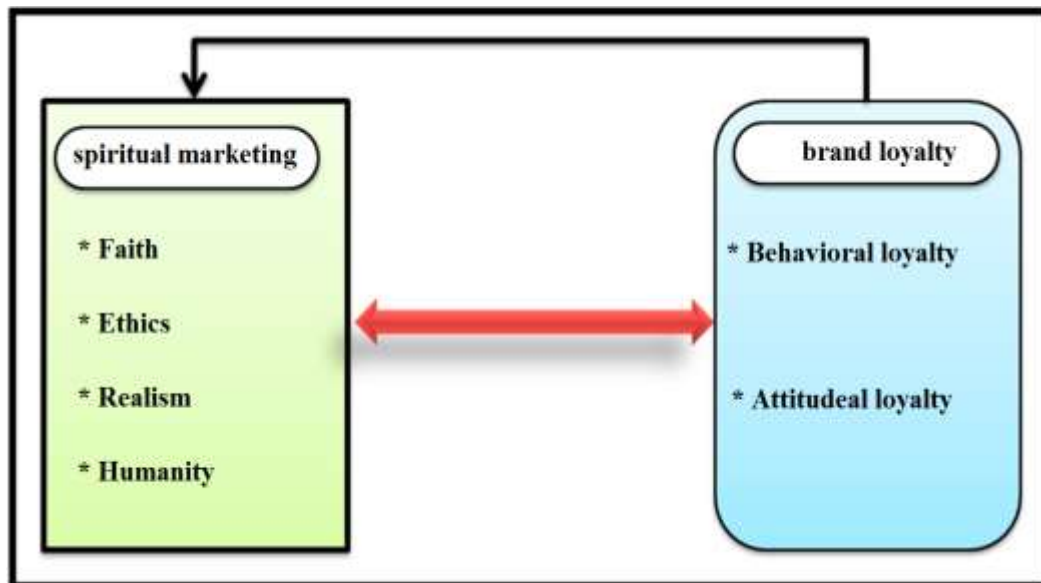 spiritual marketing
* Faith
* Ethics
* Realism
* Humanity
brand loyalty
* Behavioral loyalty
* Attitudeal loyalty